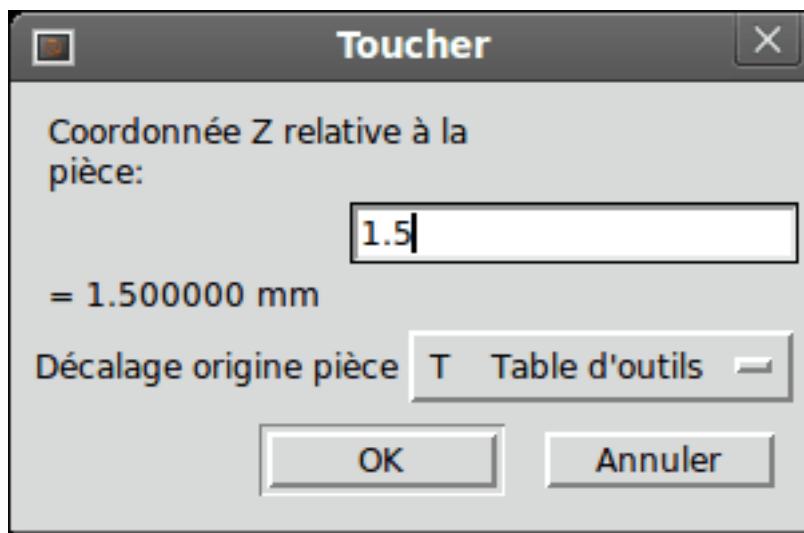 Toucher
Coordonnée Z relative à la
pièce:
1.5
= 1.500000 mm
Décalage origine pièce T Table d'outils
OK Annuler